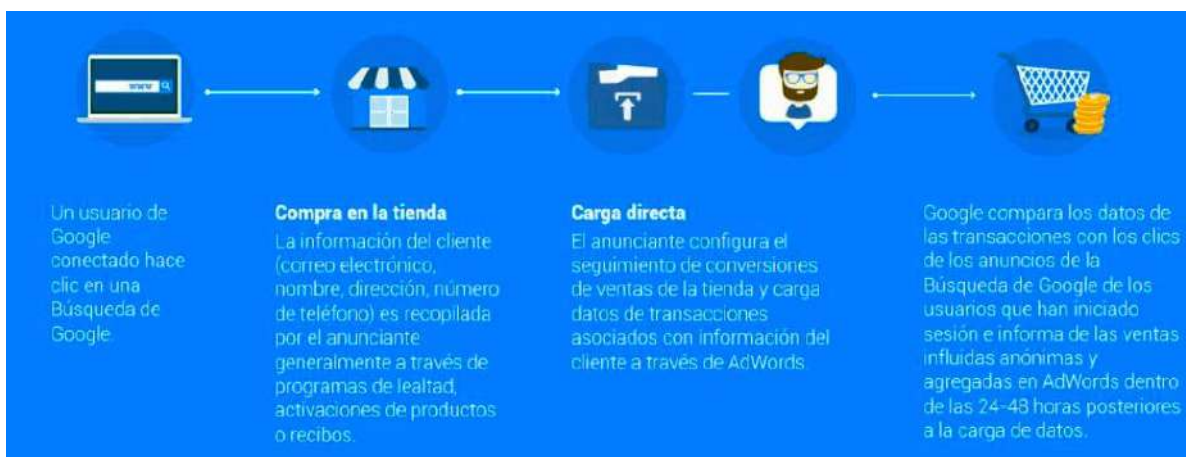 www
Un usuario de
Google
conectado hace
clic en una
Búsqueda de
Google.
Compra en la tienda
La información del cliente
(correo electrónico,
nombre, dirección, número
de teléfono) es recopilada
por el anunciante
generalmente a través de
programas de lealtad,
activaciones de productos
o recibos.
Carga directa
El anunciante configura el
seguimiento de conversiones
de ventas de la tienda y carga
datos de transacciones
asociados con información del
cliente a través de AdWords.
Google compara los datos de
las transacciones con los clics
de los anuncios de la
Búsqueda de Google de los
usuarios que han iniciado
sesión e informa de las ventas
influidas anónimas y
agregadas en AdWords dentro
de las 24-48 horas posteriores
a la carga de datos.